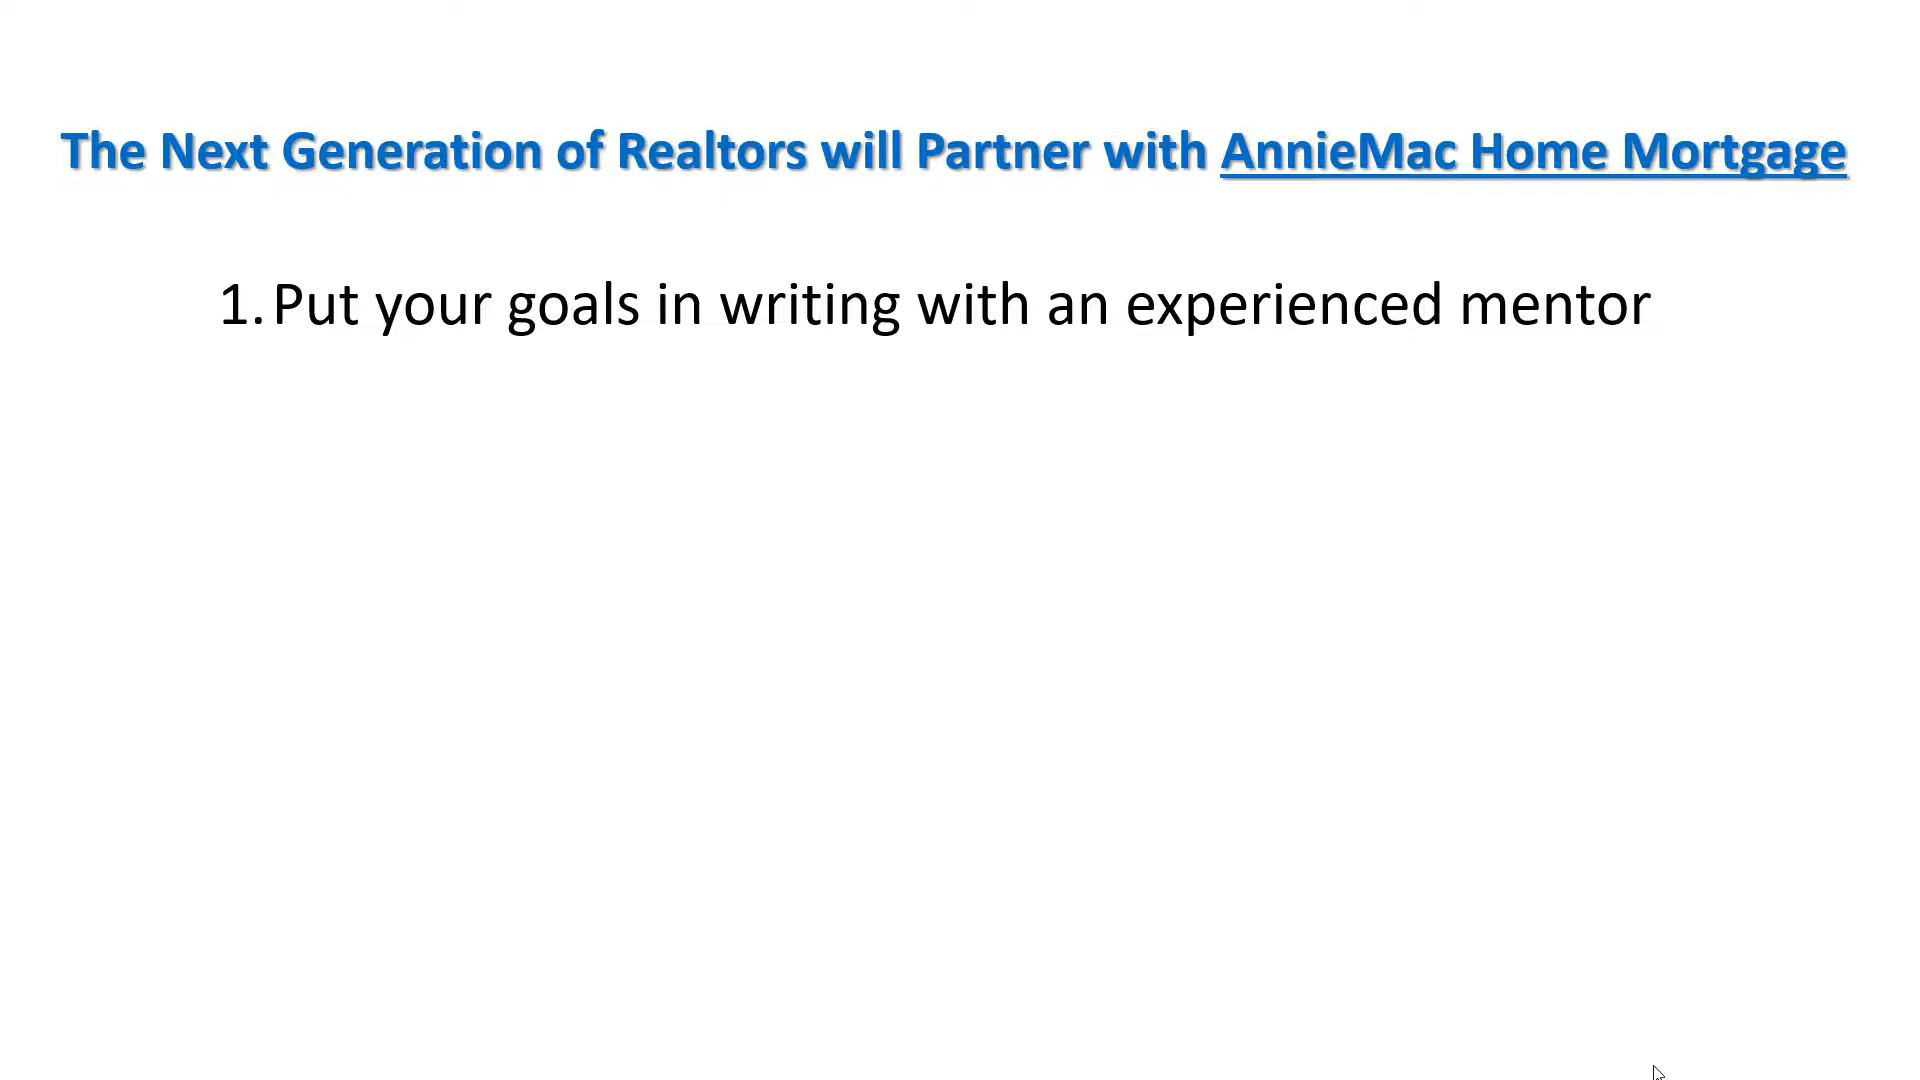 The Next Generation of Realtors will Partner with AnnieMac Home Mortgage
1. Put your goals in writing with an experienced mentor